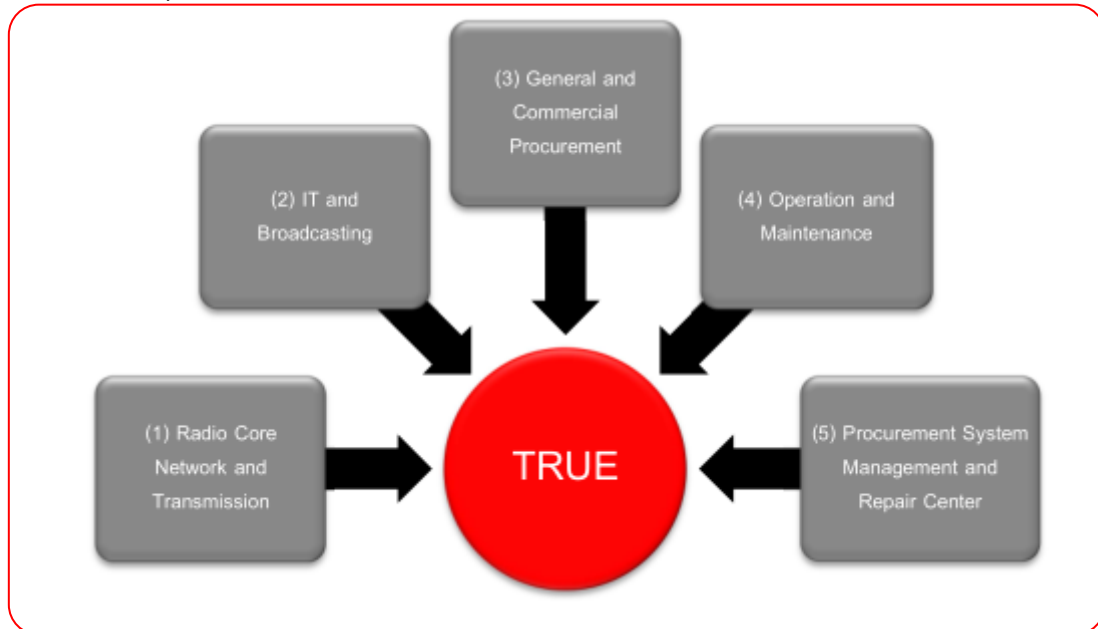 (1) Radio Core
Network and
Transmission
(2) IT and
Broadcasting
(3) General and
Commercial
Procurement
(4) Operation and
Maintenance
(5) Procurement System
Management and
Repair Center
TRUE